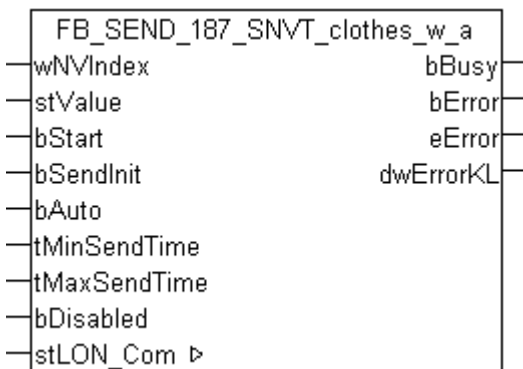 FB_SEND_187_SNVT_clothes_w_a
wNVIndex bBusy
stValue bError
bStart eError
bSendInit dwErrorKL
bAuto
tMinSendTime
tMaxSendTime
bDisabled
stLON_Com ▷